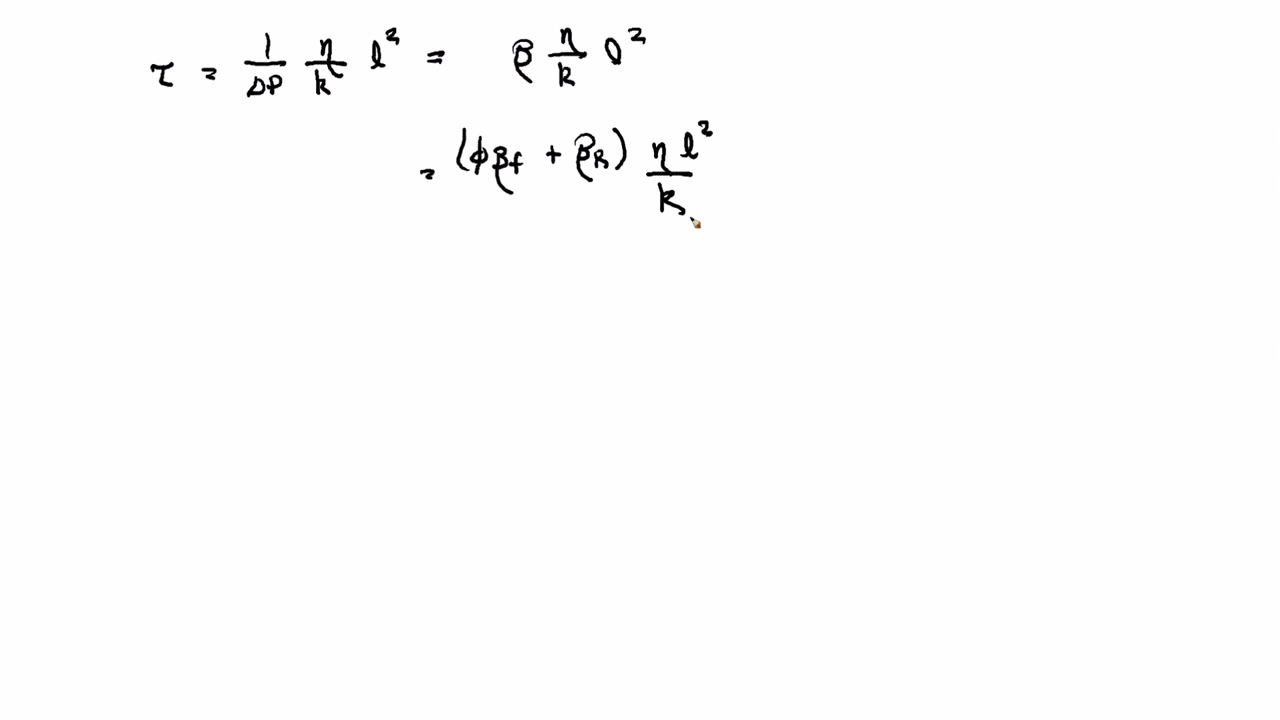 τ = 1/ΔP η/k l² = β η/k l²
= (ϕβf + βR) ηl²/k